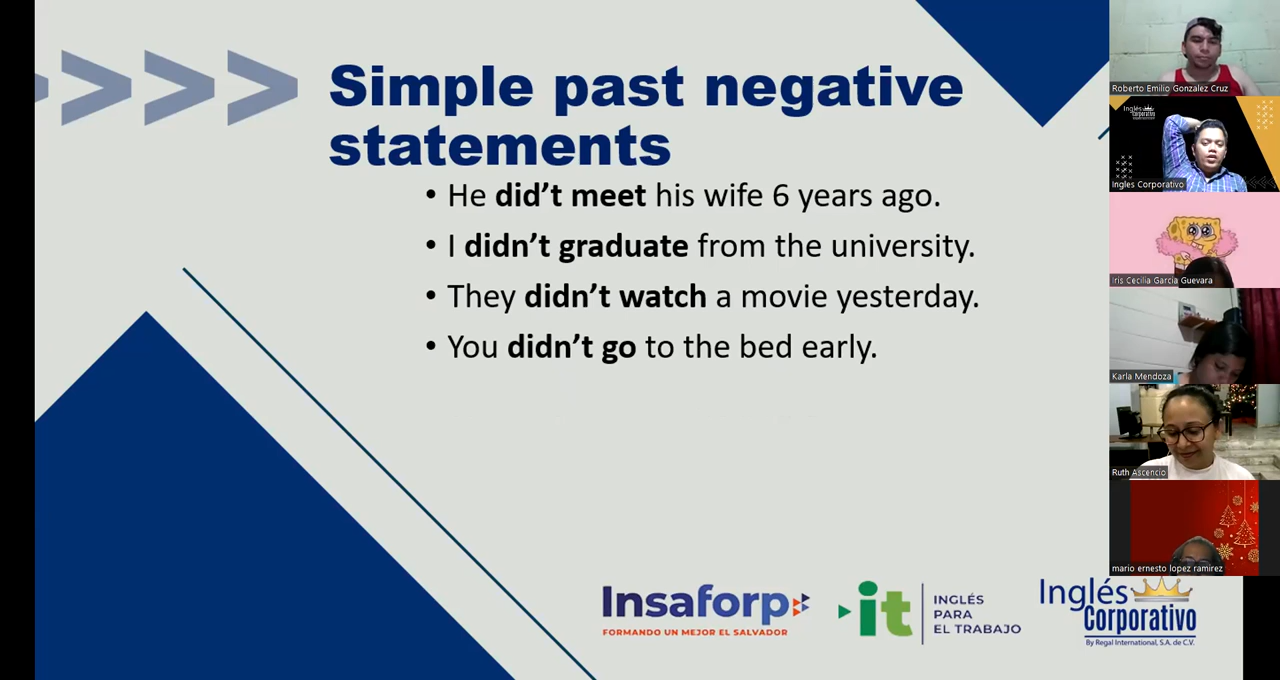 Simple past negative
statements
• He did't meet his wife 6 years ago.
• I didn't graduate from the university.
• They didn't watch a movie yesterday.
• You didn't go to the bed early.
Insaforp
FORMANDO UN MEJOR EL SALVADOR
it
INGLÉS
PARA
EL TRABAJO
Inglés
Corporativo
By Regal International, S.A. de C.V.
Roberto Emilio Gonzalez Cruz
Inglés
Corporativo
Ingles Corporativo
Iris Cecilia Garcia Guevara
Karla Mendoza
Ruth Ascencio
mario ernesto lopez ramirez